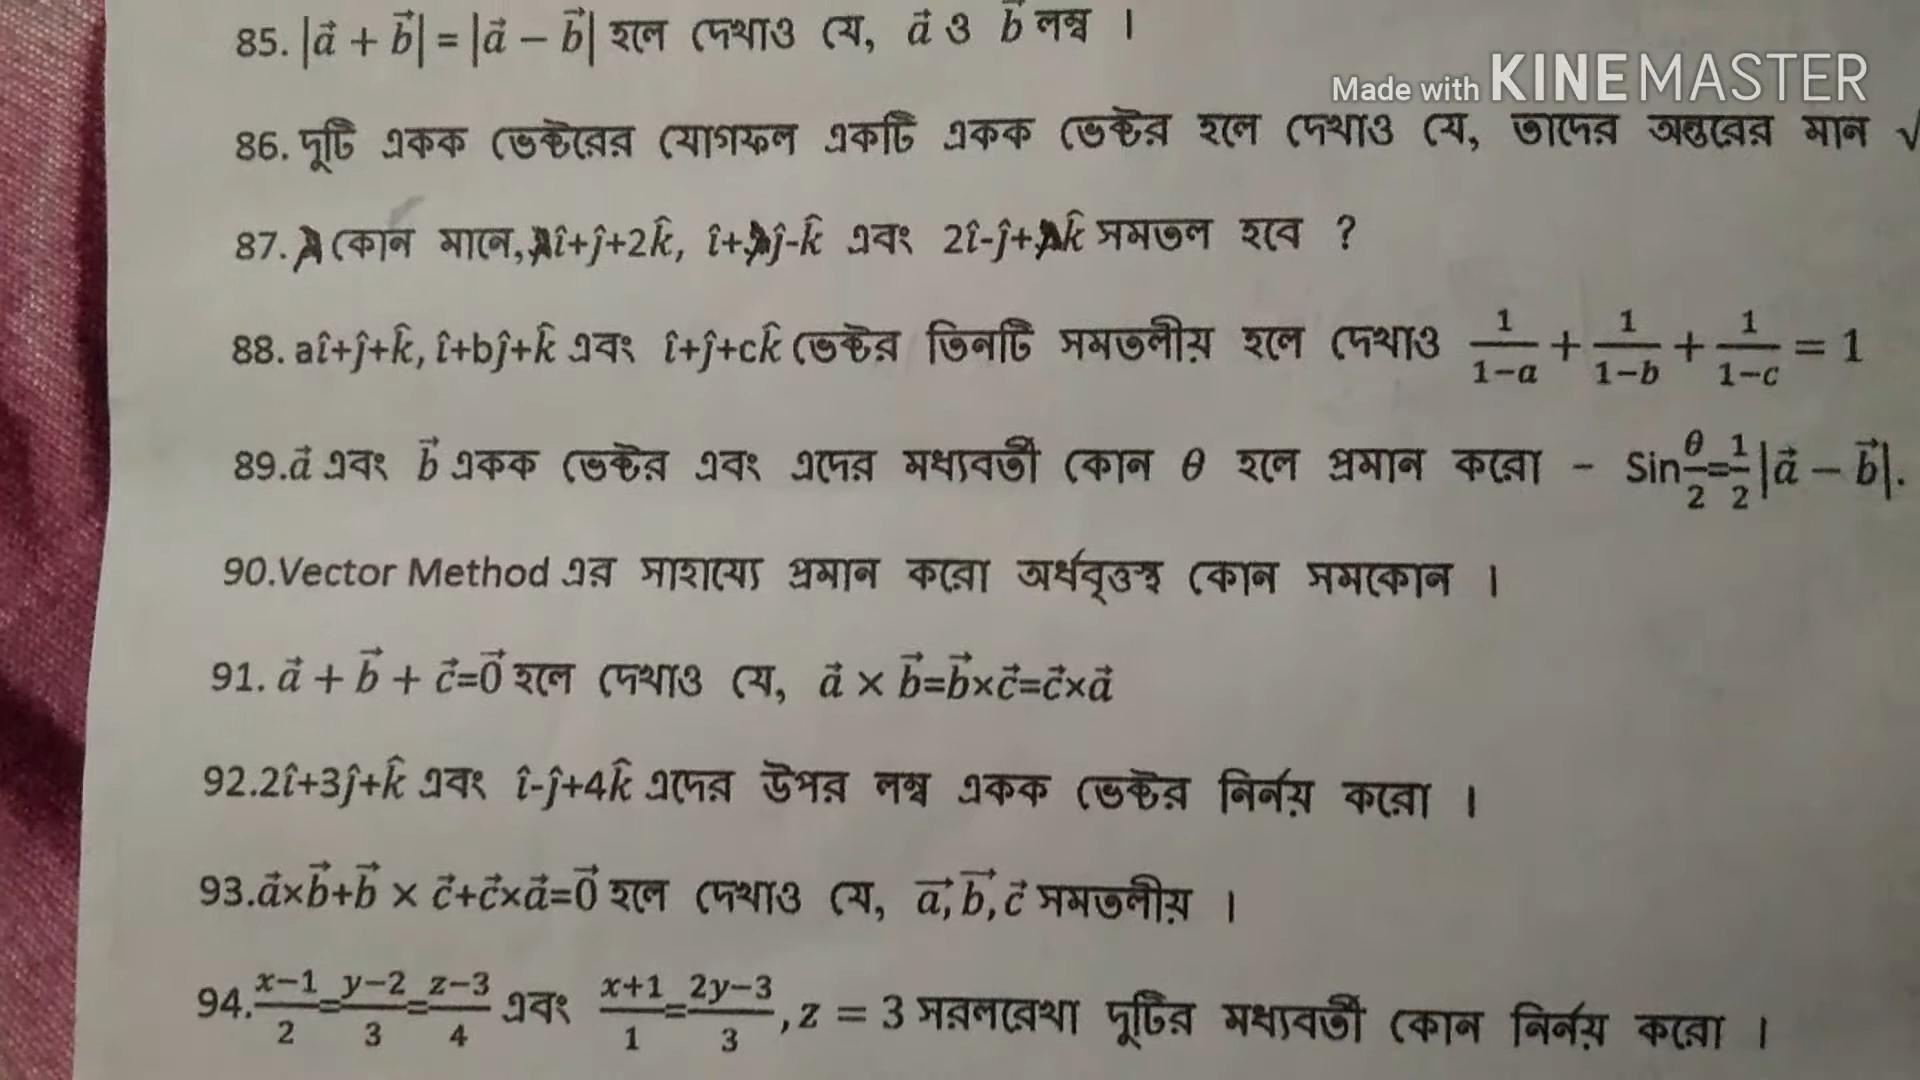 85. |a⃗ + b⃗| = |a⃗ − b⃗| হলে দেখাও যে, a⃗ ও b⃗ লম্ব ।
Made with KINEMASTER
86. দুটি একক ভেক্টরের যোগফল একটি একক ভেক্টর হলে দেখাও যে, তাদের অন্তরের মান √
87. λ কোন মানে, λî+ĵ+2k̂, î+λĵ-k̂ এবং 2î-ĵ+λk̂ সমতল হবে ?
88. aî+ĵ+k̂, î+bĵ+k̂ এবং î+ĵ+ck̂ ভেক্টর তিনটি সমতলীয় হলে দেখাও 1/(1−a) + 1/(1−b) + 1/(1−c) = 1
89.a⃗ এবং b⃗ একক ভেক্টর এবং এদের মধ্যবর্তী কোন θ হলে প্রমান করো – Sin θ/2=1/2|a⃗ − b⃗|.
90.Vector Method এর সাহায্যে প্রমান করো অর্ধবৃত্তস্থ কোন সমকোন ।
91. a⃗ + b⃗ + c⃗=0⃗ হলে দেখাও যে, a⃗ × b⃗=b⃗×c⃗=c⃗×a⃗
92.2î+3ĵ+k̂ এবং î-ĵ+4k̂ এদের উপর লম্ব একক ভেক্টর নির্নয় করো ।
93.a⃗×b⃗+b⃗ × c⃗+c⃗×a⃗=0⃗ হলে দেখাও যে, a⃗, b⃗, c⃗ সমতলীয় ।
94.(x−1)/2=(y−2)/3=(z−3)/4 এবং (x+1)/1=(2y−3)/3, z = 3 সরলরেখা দুটির মধ্যবর্তী কোন নির্নয় করো ।